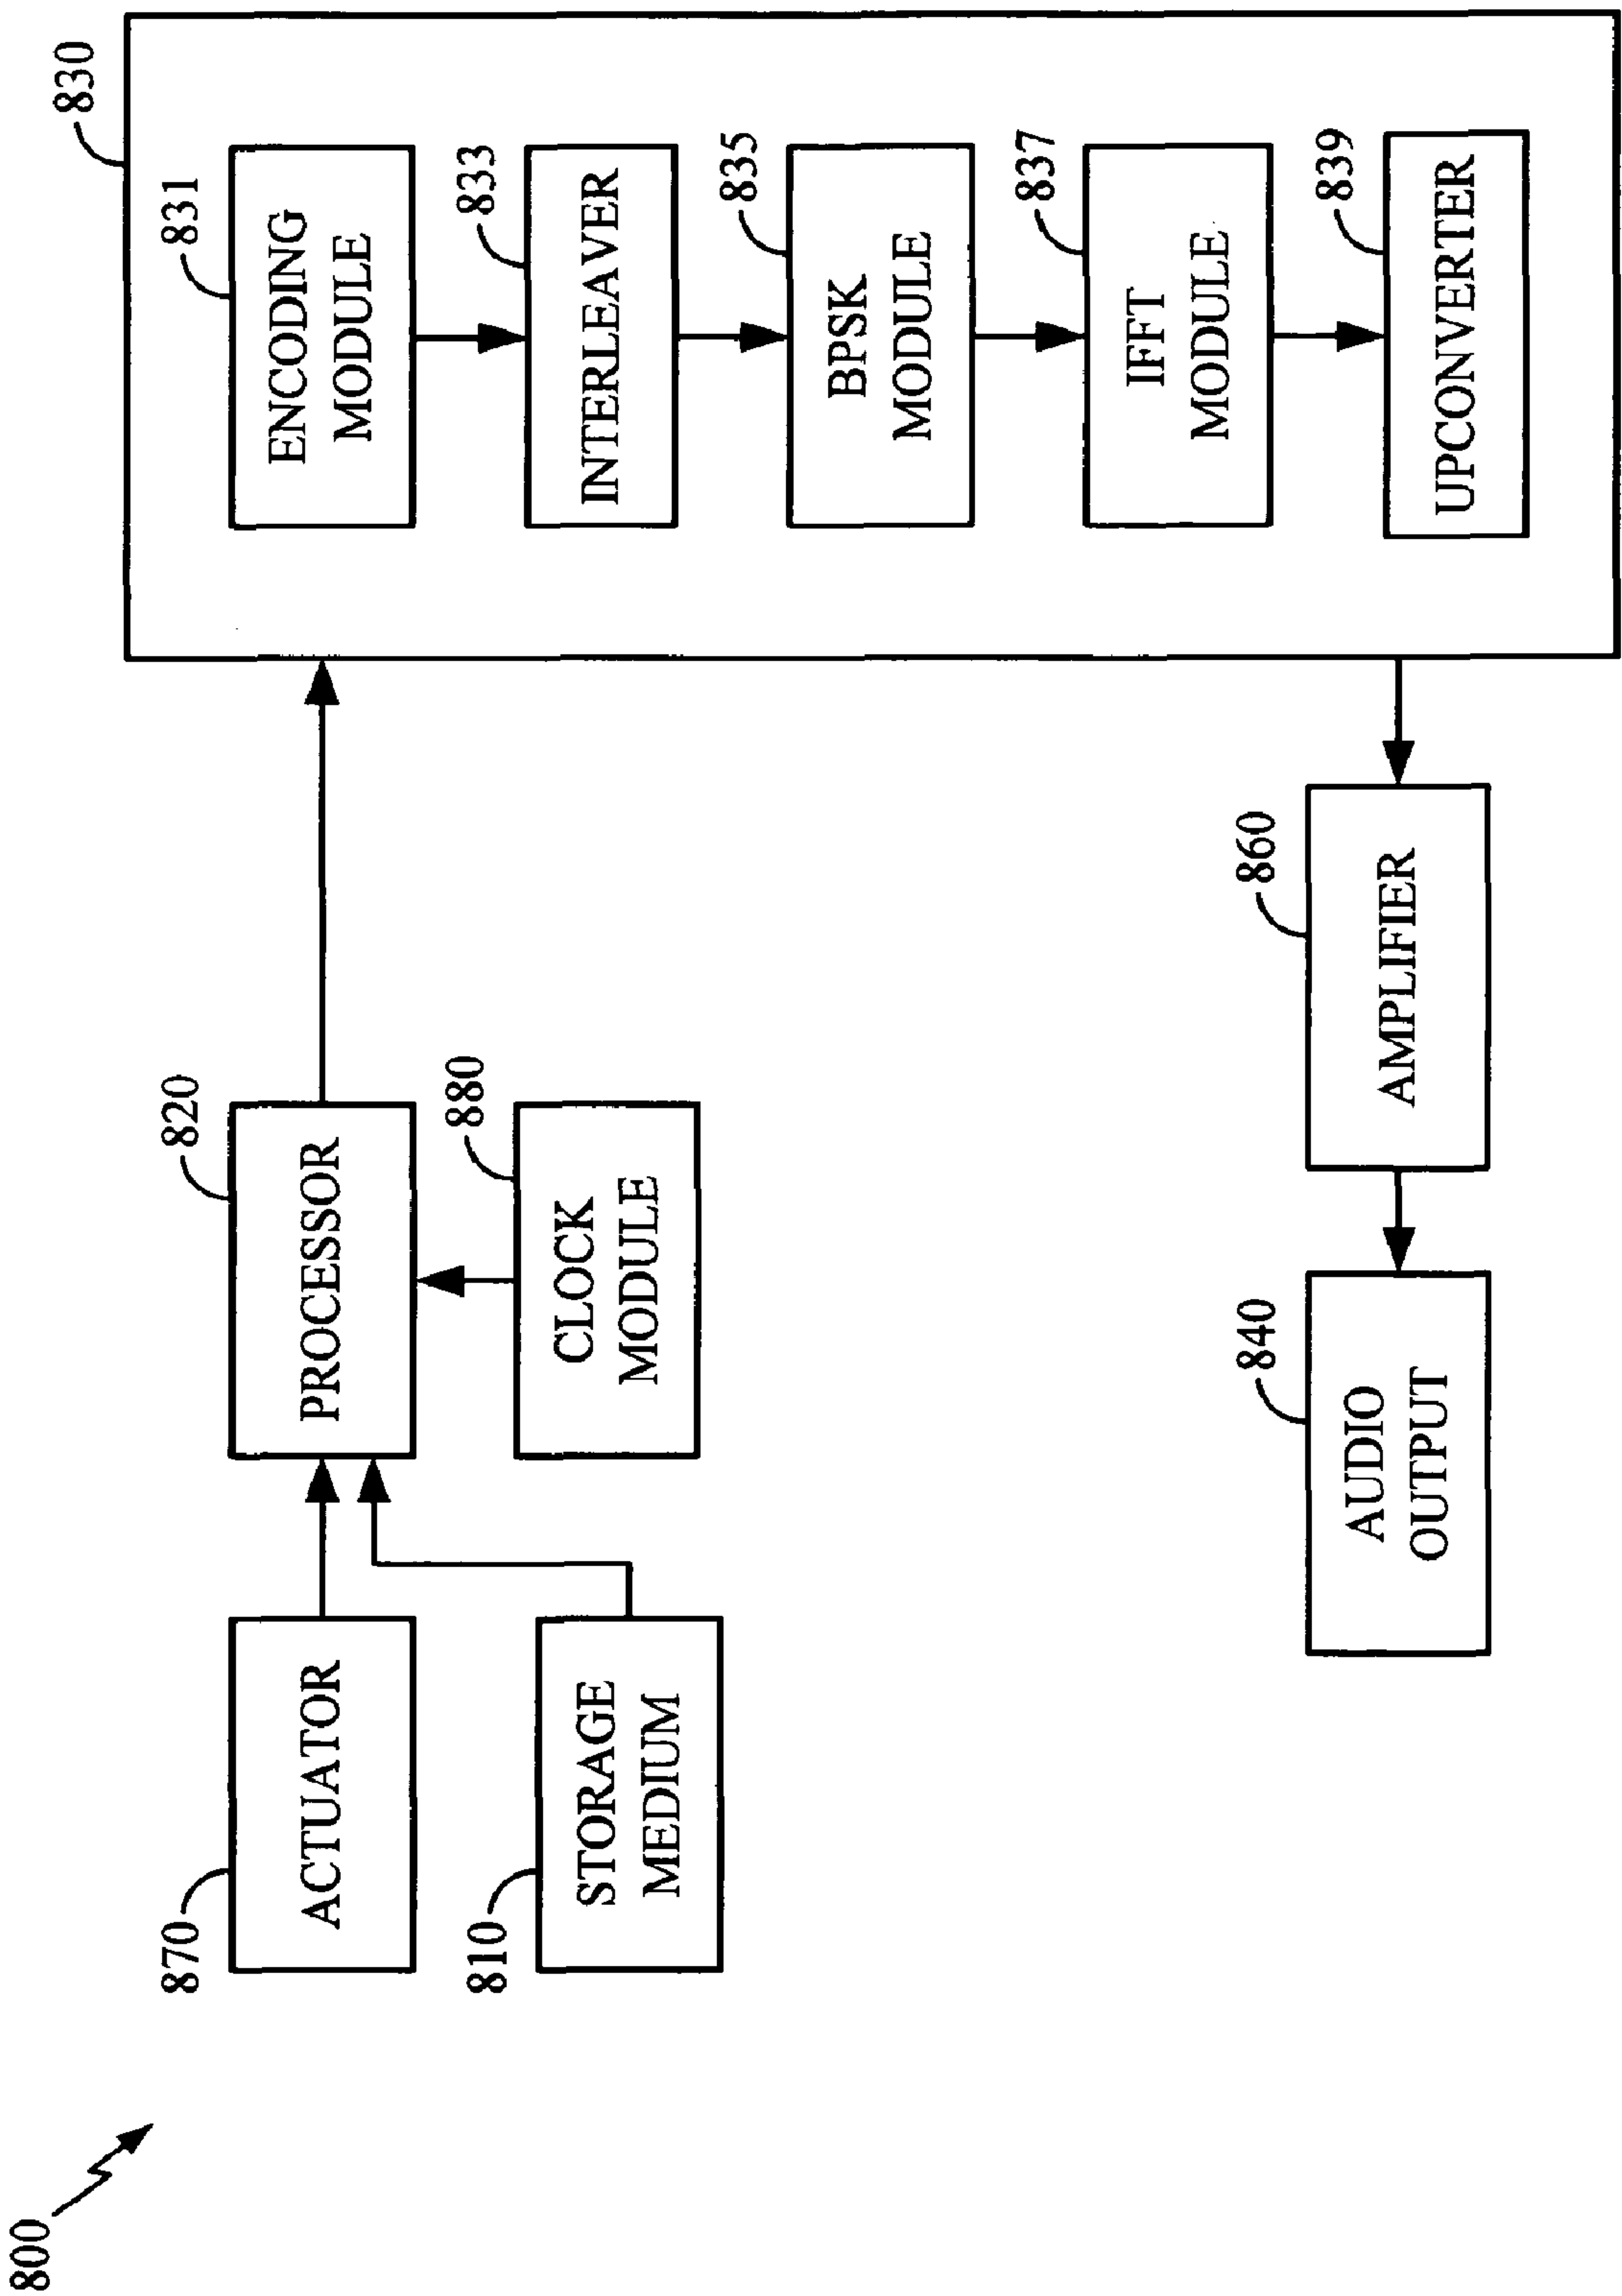 800
870
ACTUATOR
810
STORAGE
MEDIUM
820
PROCESSOR
880
CLOCK
MODULE
830
831
ENCODING
MODULE
833
INTERLEAVER
835
BPSK
MODULE
837
IFFT
MODULE
839
UPCONVERTER
860
AMPLIFIER
840
AUDIO
OUTPUT